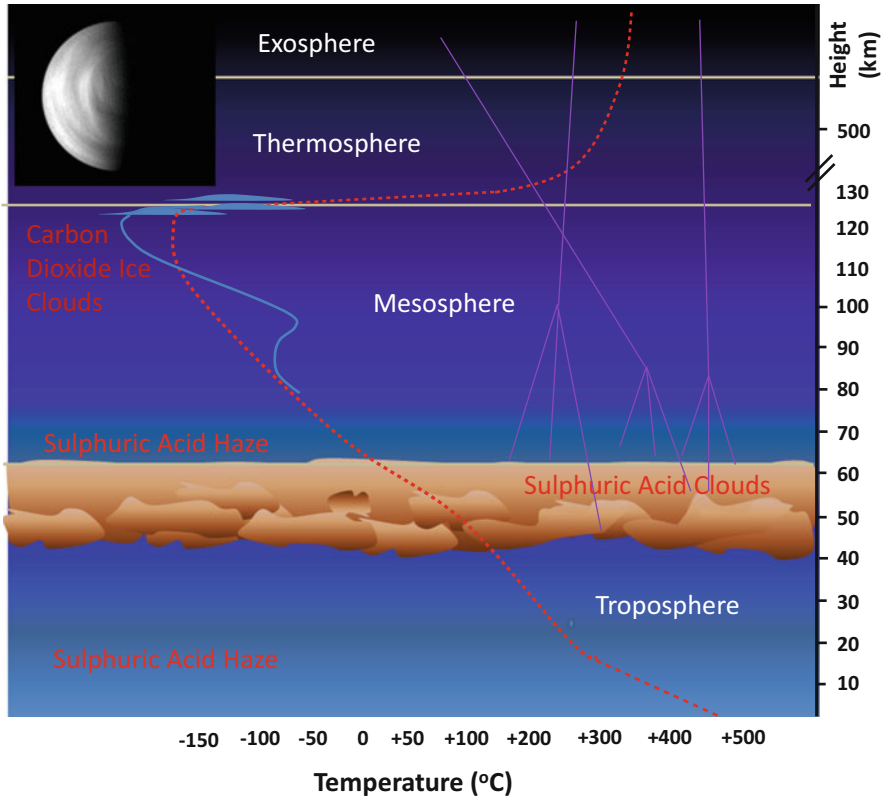 Exosphere
Height
(km)
Thermosphere
500
130
Carbon
Dioxide Ice
Clouds
120
110
Mesosphere
100
90
80
70
Sulphuric Acid Haze
60
Sulphuric Acid Clouds
50
40
Troposphere
30
20
Sulphuric Acid Haze
10
-150 -100 -50 0 +50 +100 +200 +300 +400 +500
Temperature (oC)